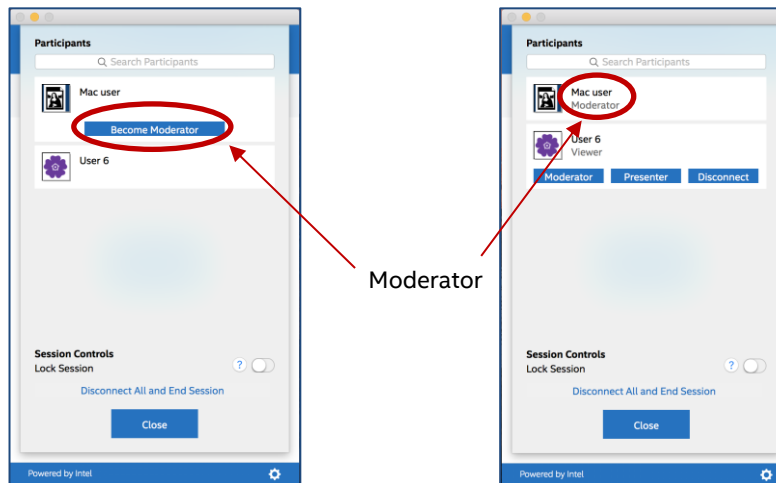 Participants
Search Participants
Mac user
Become Moderator
User 6
Session Controls
Lock Session
?
Disconnect All and End Session
Close
Powered by Intel
Moderator
Participants
Search Participants
Mac user
Moderator
User 6
Viewer
Moderator Presenter Disconnect
Session Controls
Lock Session
?
Disconnect All and End Session
Close
Powered by Intel